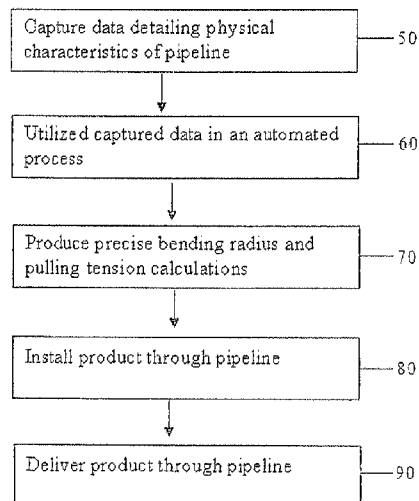 Capture data detailing physical
characteristics of pipeline
50
Utilized captured data in an automated
process
60
Produce precise bending radius and
pulling tension calculations
70
Install product through pipeline
80
Deliver product through pipeline
90